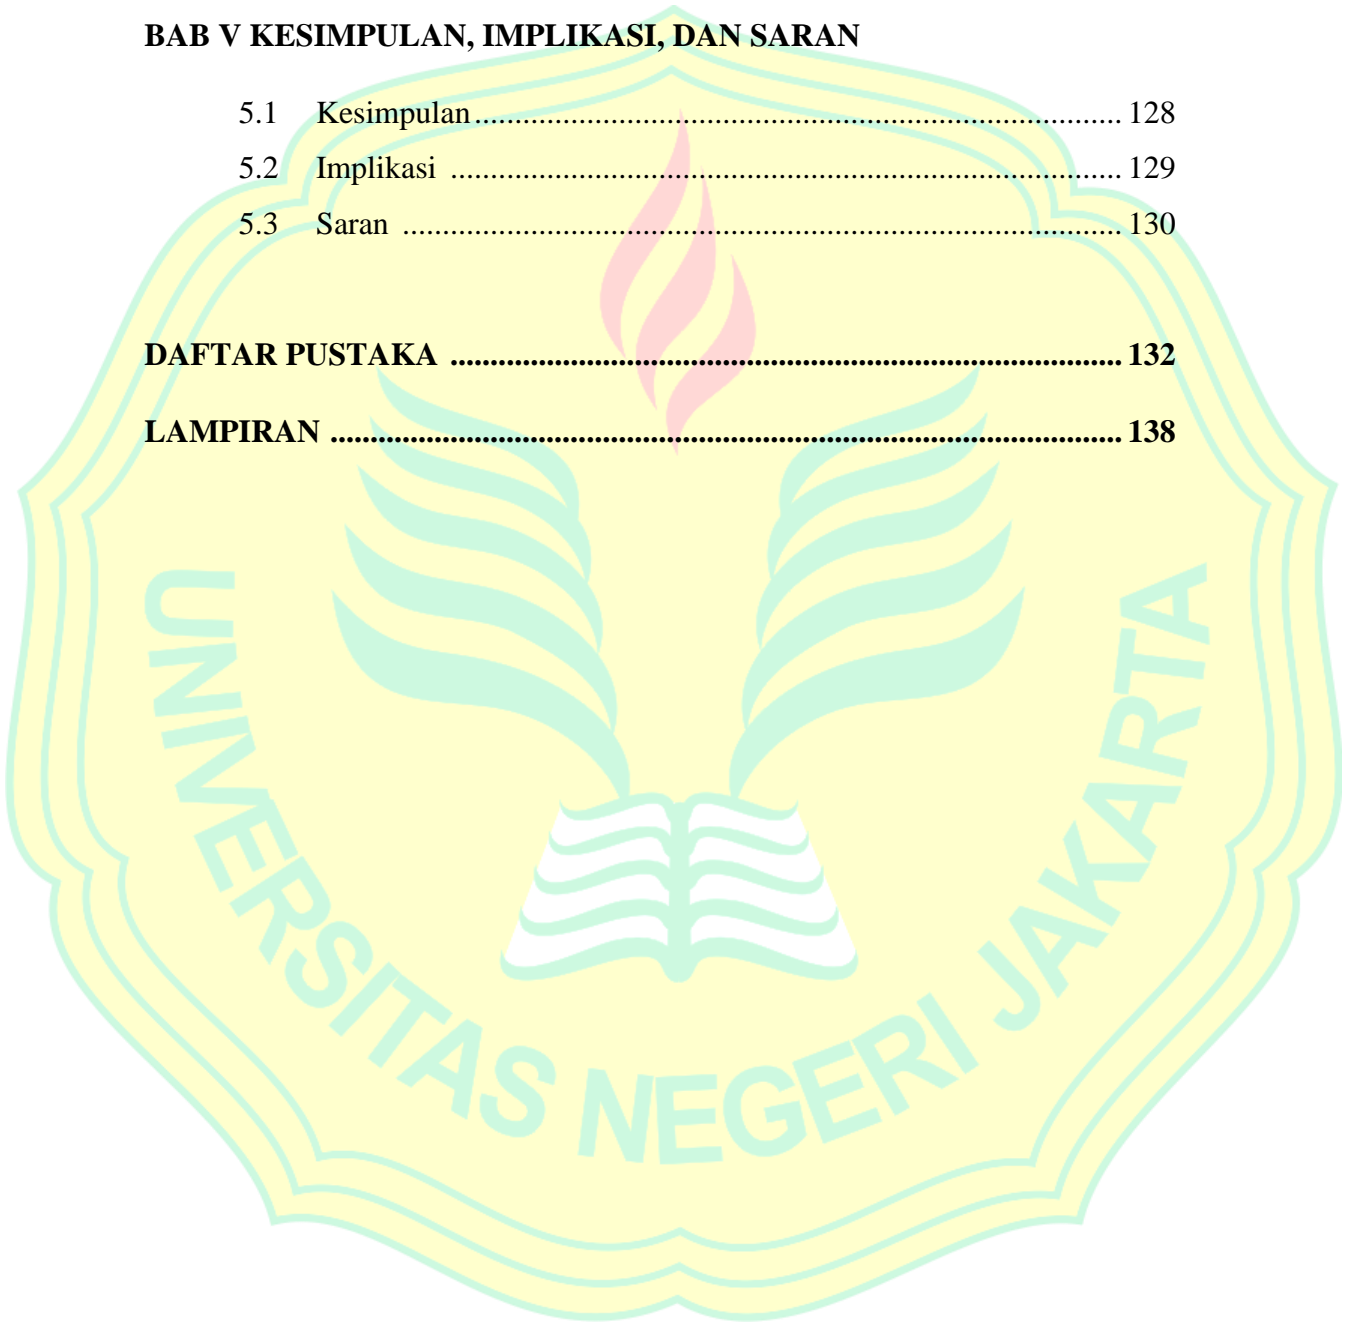 BAB V KESIMPULAN, IMPLIKASI, DAN SARAN
5.1 Kesimpulan................................................................................ 128
5.2 Implikasi ................................................................................... 129
5.3 Saran ......................................................................................... 130
DAFTAR PUSTAKA ................................................................................... 132
LAMPIRAN .................................................................................................. 138
UNIVERSITAS NEGERI JAKARTA